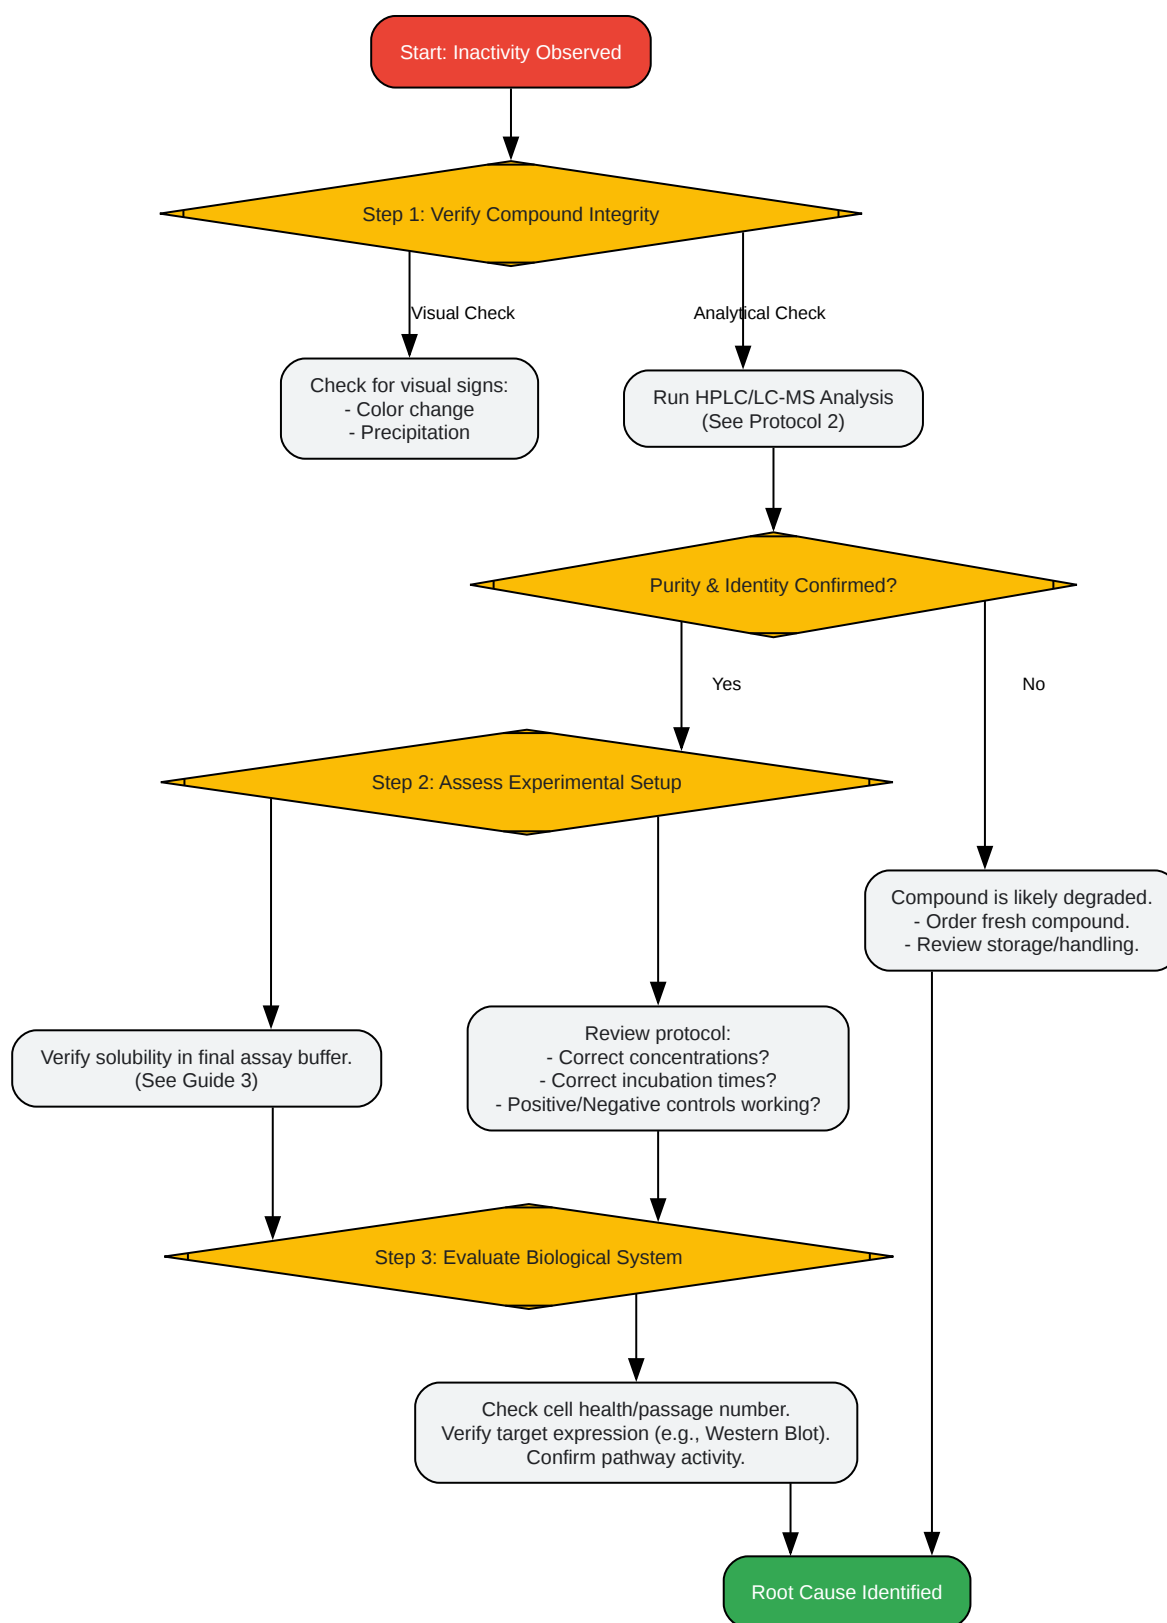 Start: Inactivity Observed
Step 1: Verify Compound Integrity
Visual Check
Analytical Check
Check for visual signs:
- Color change
- Precipitation
Run HPLC/LC-MS Analysis
(See Protocol 2)
Purity & Identity Confirmed?
Yes
No
Step 2: Assess Experimental Setup
Compound is likely degraded.
- Order fresh compound.
- Review storage/handling.
Verify solubility in final assay buffer.
(See Guide 3)
Review protocol:
- Correct concentrations?
- Correct incubation times?
- Positive/Negative controls working?
Step 3: Evaluate Biological System
Check cell health/passage number.
Verify target expression (e.g., Western Blot).
Confirm pathway activity.
Root Cause Identified